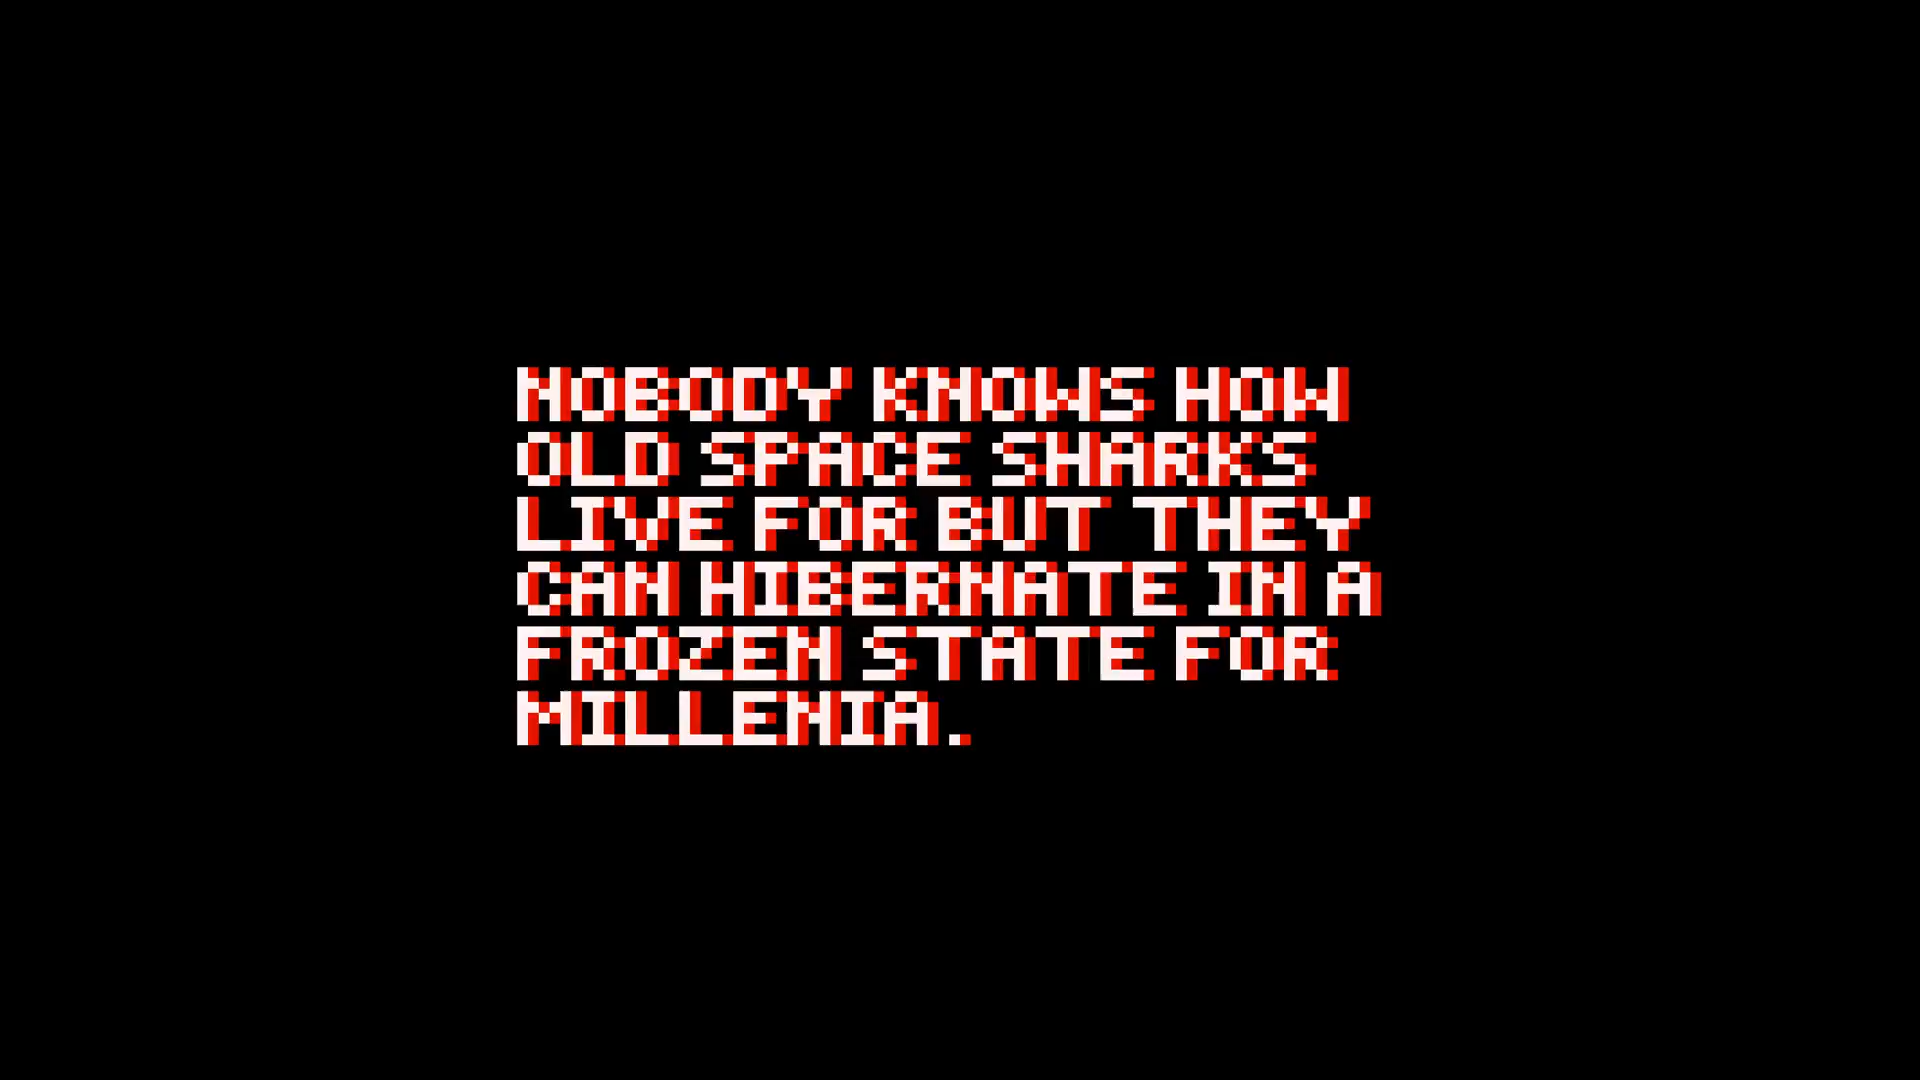 NOBODY KNOWS HOW
OLD SPACE SHARKS
LIVE FOR BUT THEY
CAN HIBERNATE IN A
FROZEN STATE FOR
MILLENIA.